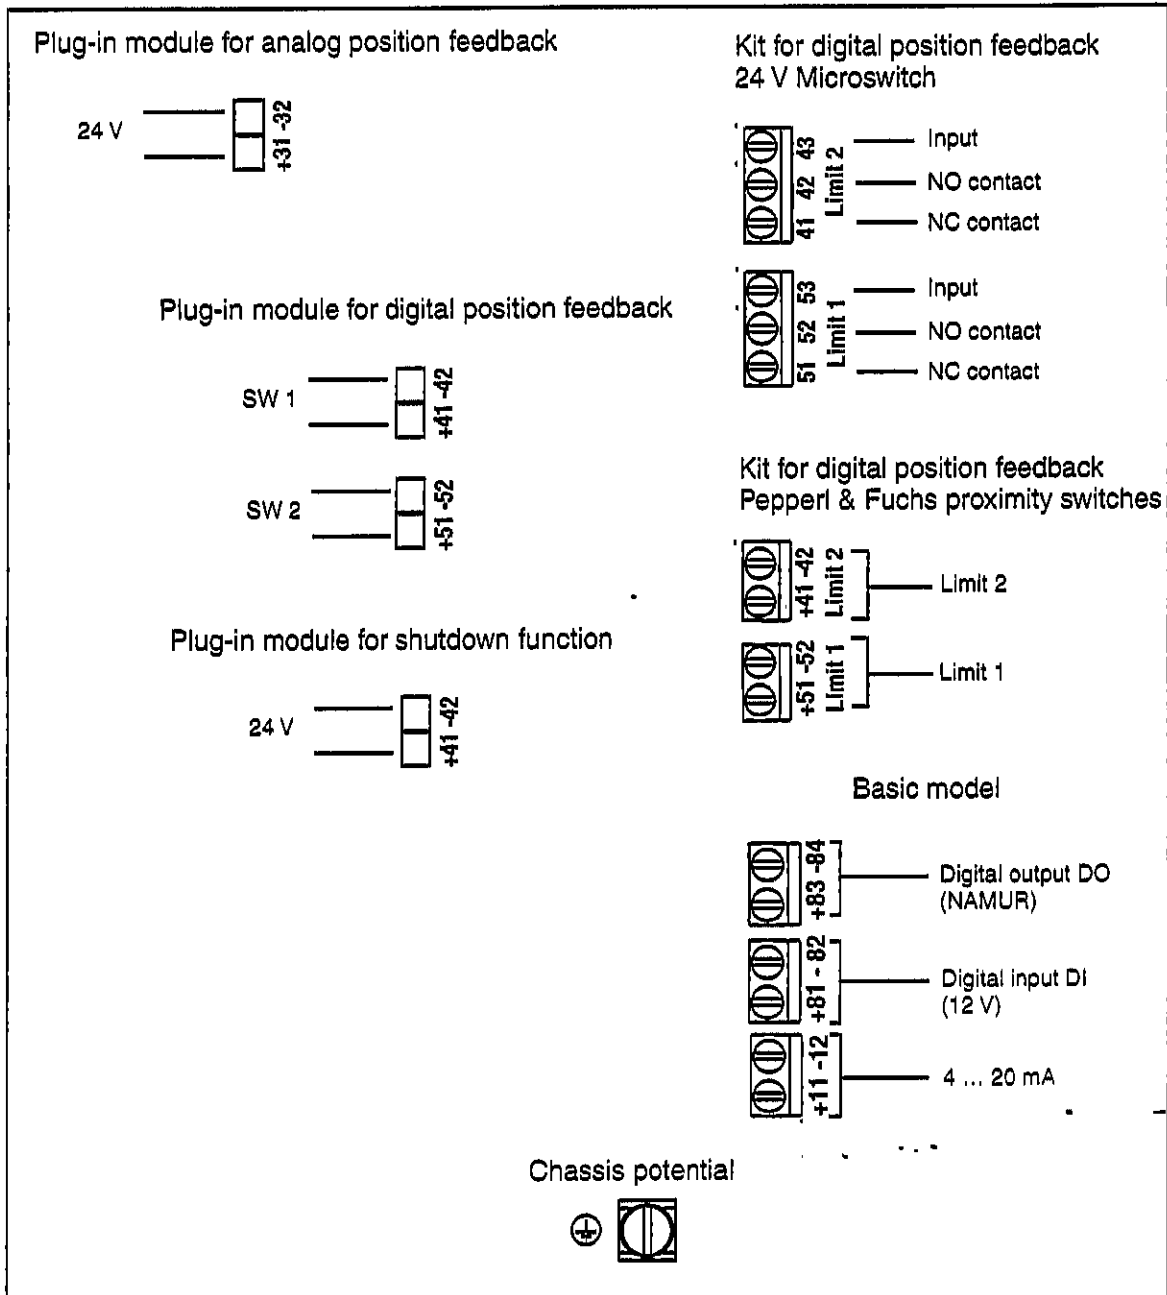 Plug-in module for analog position feedback
24 V
+31 -32
Plug-in module for digital position feedback
SW 1
+41 -42
SW 2
+51 -52
Plug-in module for shutdown function
24 V
+41 -42
Kit for digital position feedback
24 V Microswitch
41 42 43
Limit 2
Input
NO contact
NC contact
51 52 53
Limit 1
Input
NO contact
NC contact
Kit for digital position feedback
Pepperl & Fuchs proximity switches
+41 -42
Limit 2
Limit 2
+51 -52
Limit 1
Limit 1
Basic model
+83 -84
Digital output DO
(NAMUR)
+81 - 82
Digital input DI
(12 V)
+11 -12
4 ... 20 mA
Chassis potential